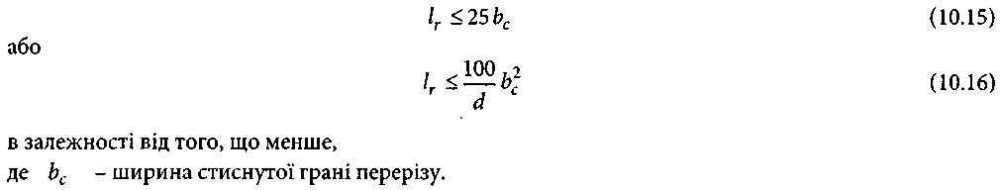 l_r ≤ 25 b_c (10.15)
або
l_r ≤ 100/d b_c^2 (10.16)
в залежності від того, що менше,
де b_c – ширина стиснутої грані перерізу.